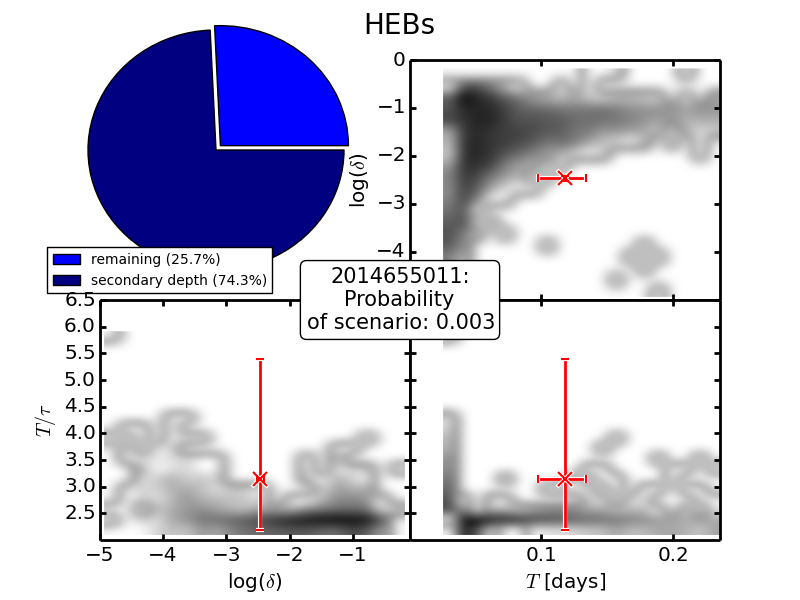 HEBs
remaining (25.7%)
secondary depth (74.3%)
0
−1
−2
−3
−4
log(δ)
2014655011:
Probability
of scenario: 0.003
6.5
6.0
5.5
5.0
4.5
4.0
3.5
3.0
2.5
T/τ
−5
−4
−3
−2
−1
log(δ)
0.1
0.2
T [days]